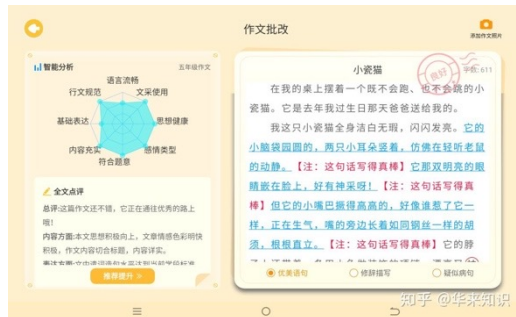 作文批改
添加作文照片
智能分析
五年级作文
语言流畅
行文规范
文采使用
基础表达
思想健康
内容充实
感情类型
符合题意
全文点评
总评:这篇作文还不错，它正在通往优秀的路上哦！
内容方面:本文思想积极向上，文章情感色彩明快积极，作文内容切合标题，内容详实。
推荐提升
小瓷猫
良好
字数: 611
在我的桌上摆着一个既不会跑、也不会跳的小
瓷猫。它是去年我过生日那天爸爸送给我的。
我这只小瓷猫全身洁白无瑕，闪闪发亮。它的
小脑袋园圆的，两只小耳朵竖着，仿佛在轻听老鼠
的动静。【注：这句话写得真棒】它那双明亮的眼
睛嵌在脸上，好有神采呀！【注：这句话写得真
棒】但它的小嘴巴撅得高高的，好像谁惹了它一
样，正在生气，嘴的旁边长着如同钢丝一样的胡
须，根根直立。【注：这句话写得真棒】它的脖
优美语句
修辞描写
疑似病句
知乎 @华来知识